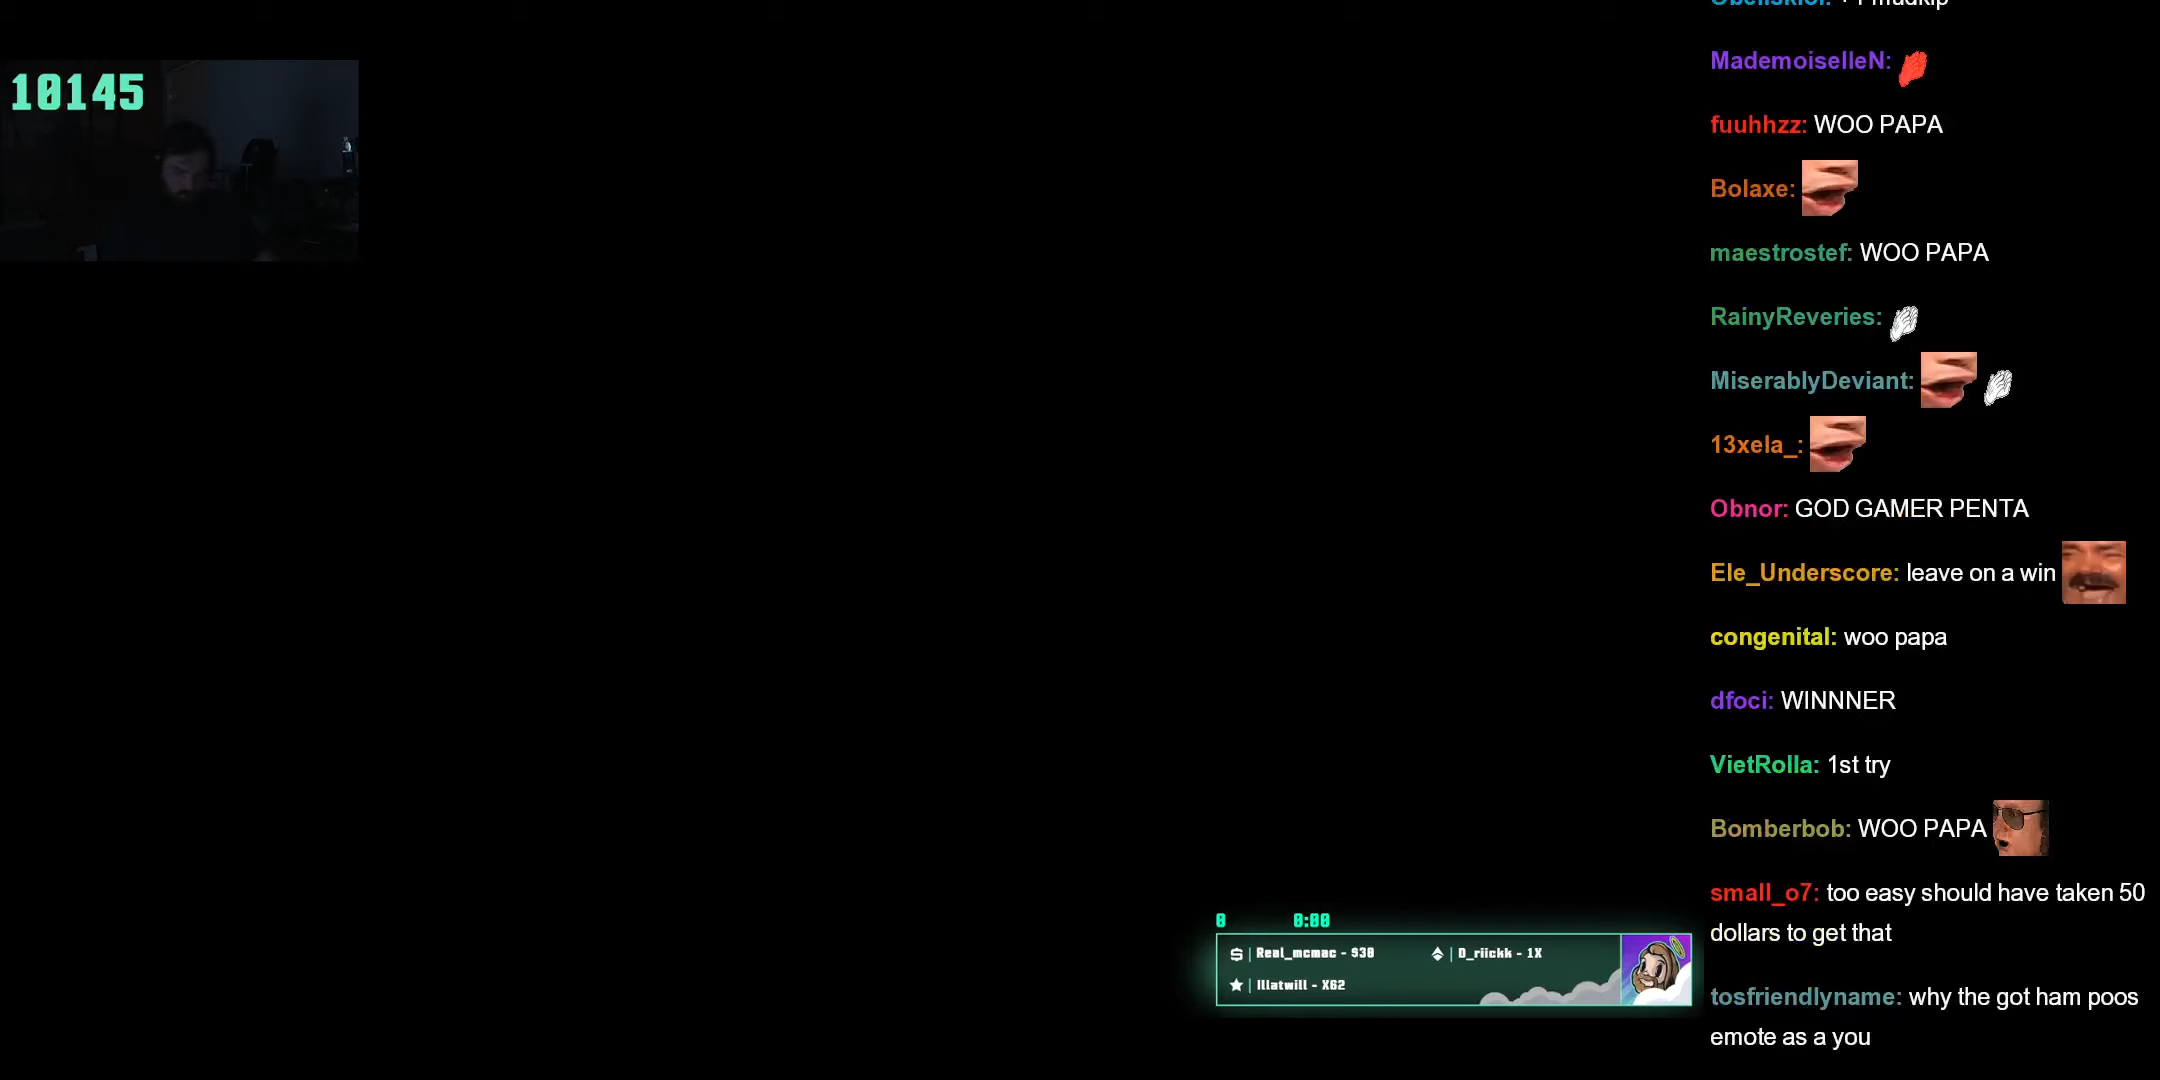 10145
MademoiselleN:
fuuhhzz: WOO PAPA
Bolaxe:
maestrostef: WOO PAPA
RainyReveries:
MiserablyDeviant:
13xela_:
Obnor: GOD GAMER PENTA
Ele_Underscore: leave on a win
congenital: woo papa
dfoci: WINNNER
VietRolla: 1st try
Bomberbob: WOO PAPA
small_o7: too easy should have taken 50
dollars to get that
tosfriendlyname: why the got ham poos
emote as a you
0 0:00
$ | Real_mcmac - $30
| D_riickk - 1X
| Illatwill - X62